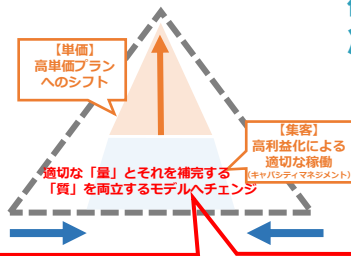 【単価】
高単価プラン
へのシフト
【集客】
高利益化による
適切な稼働
(キャパシティマネジメント)
適切な「量」とそれを補完する
「質」を両立するモデルへチェンジ